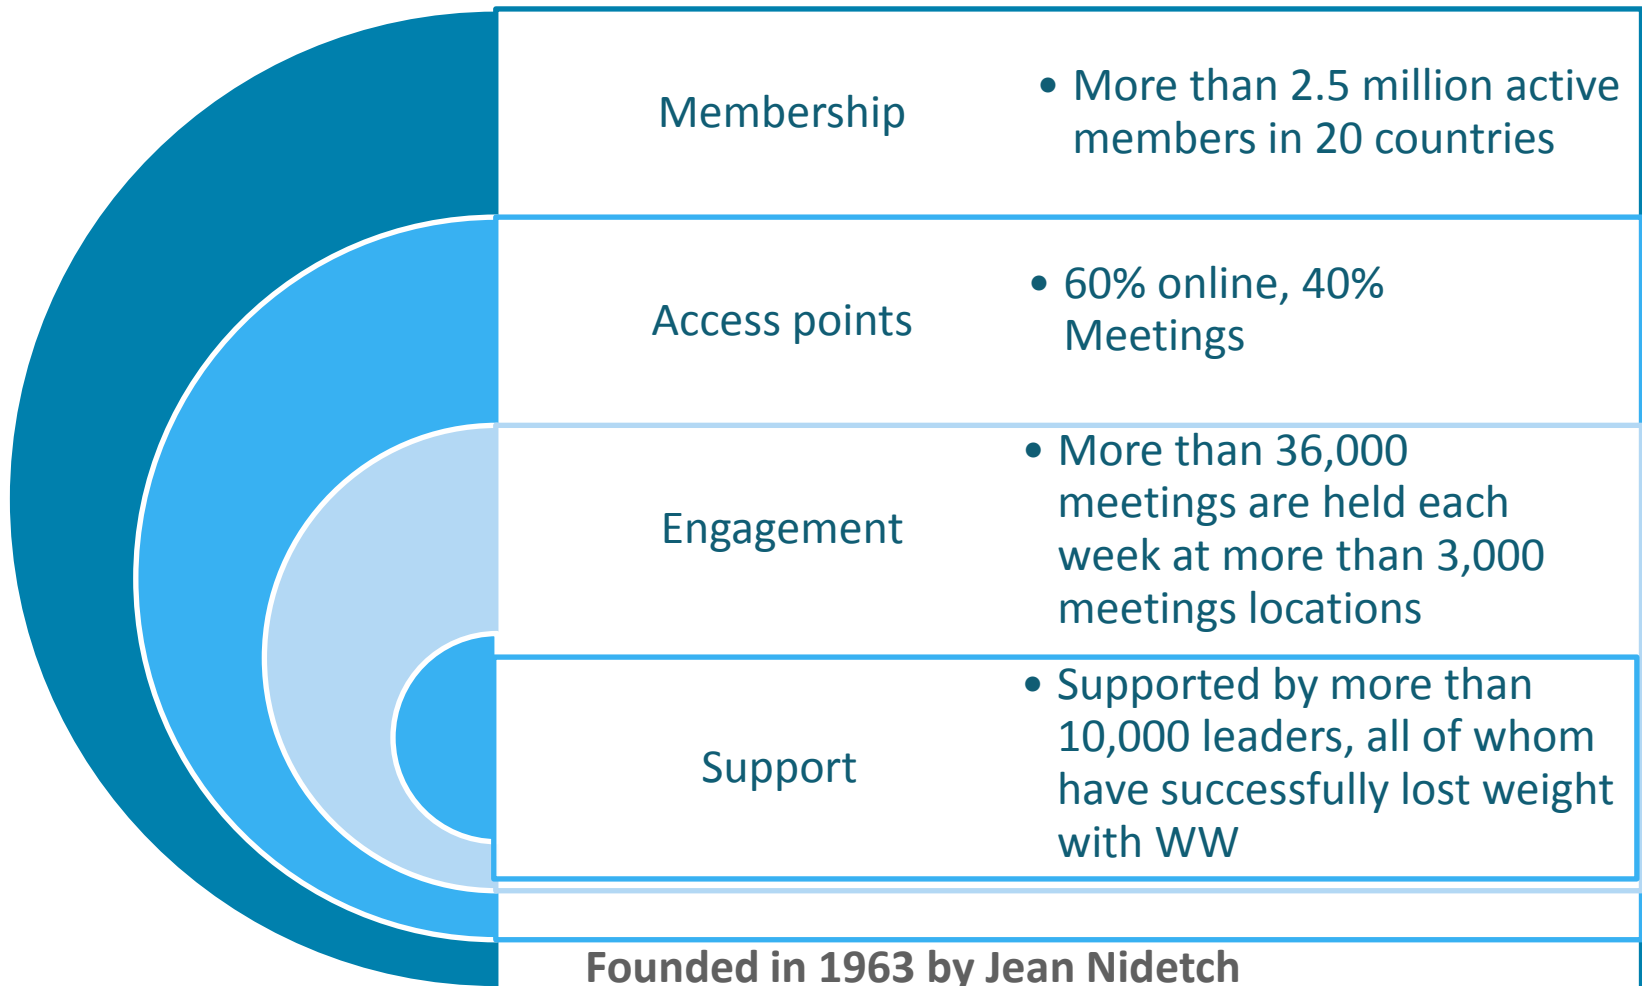 Membership
• More than 2.5 million active
members in 20 countries
Access points
• 60% online, 40%
Meetings
Engagement
• More than 36,000
meetings are held each
week at more than 3,000
meetings locations
Support
• Supported by more than
10,000 leaders, all of whom
have successfully lost weight
with WW
Founded in 1963 by Jean Nidetch